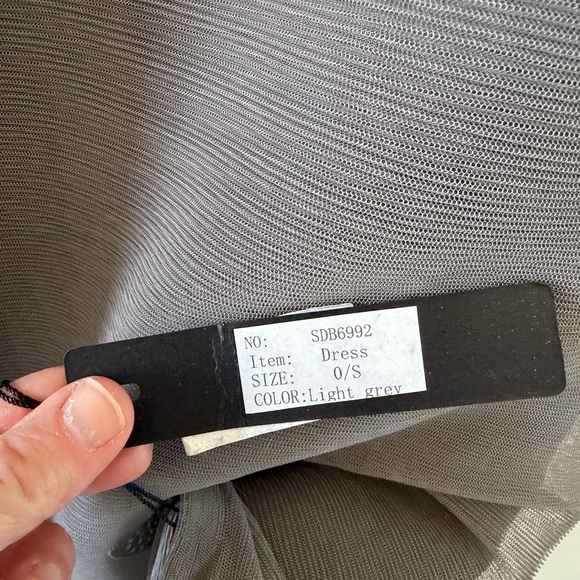 NO: SDB6992
Item: Dress
SIZE: O/S
COLOR:Light grey